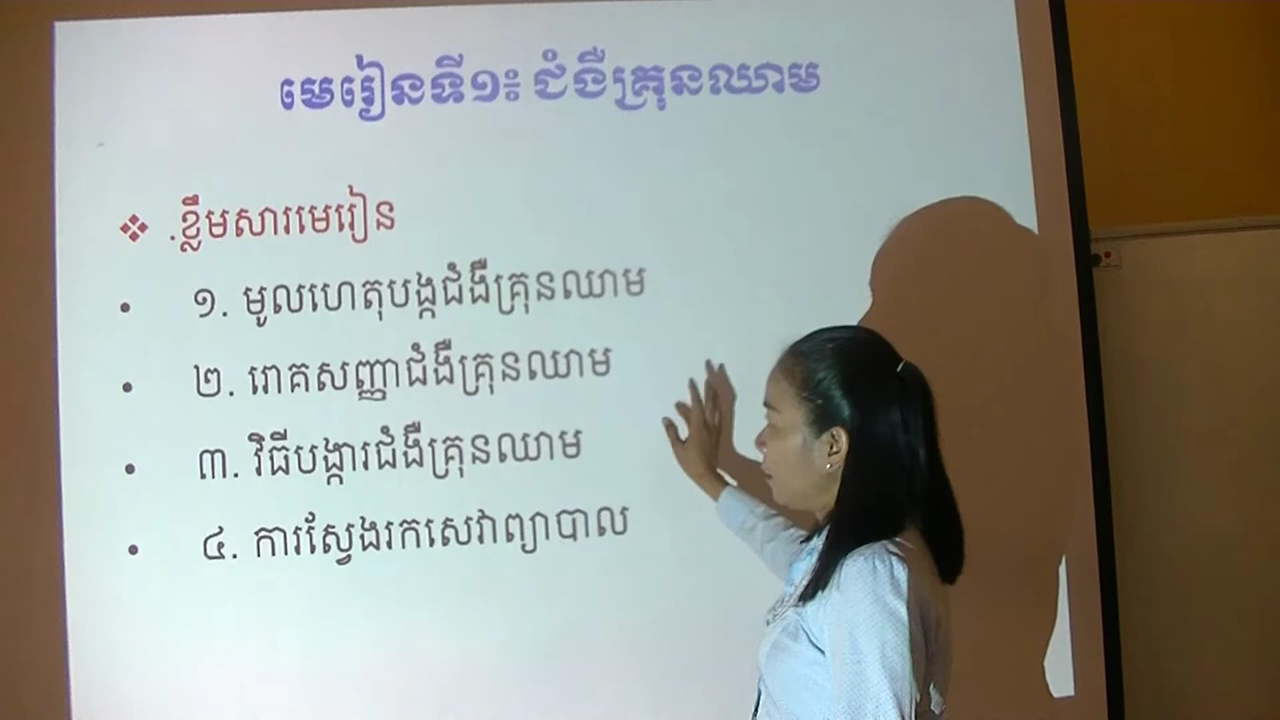 មេរៀនទី១៖ ជំងឺគ្រុនឈាម
❖ .ខ្លឹមសារមេរៀន
• ១. មូលហេតុបង្កជំងឺគ្រុនឈាម
• ២. រោគសញ្ញាជំងឺគ្រុនឈាម
• ៣. វិធីបង្ការជំងឺគ្រុនឈាម
• ៤. ការស្វែងរកសេវាព្យាបាល